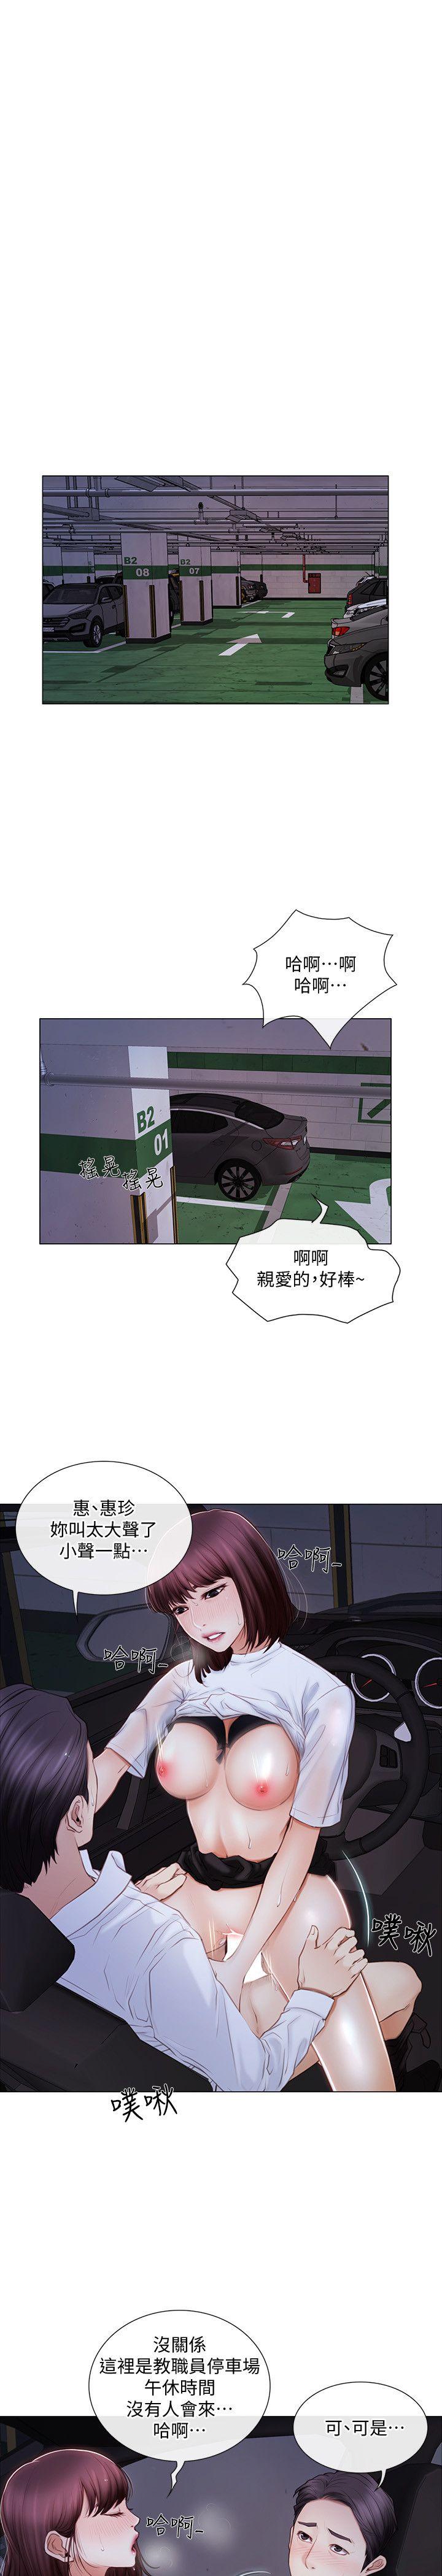 B2
08
B2
07
哈啊⋯啊
哈啊⋯
B2
01
搖晃
搖晃
啊啊
親愛的,好棒~
惠、惠珍
妳叫太大聲了
小聲一點⋯
哈啊~
哈啊~
噗啾
噗啾
沒關係
這裡是教職員停車場
午休時間
沒有人會來⋯
哈啊⋯
可、可是⋯
哈啊~